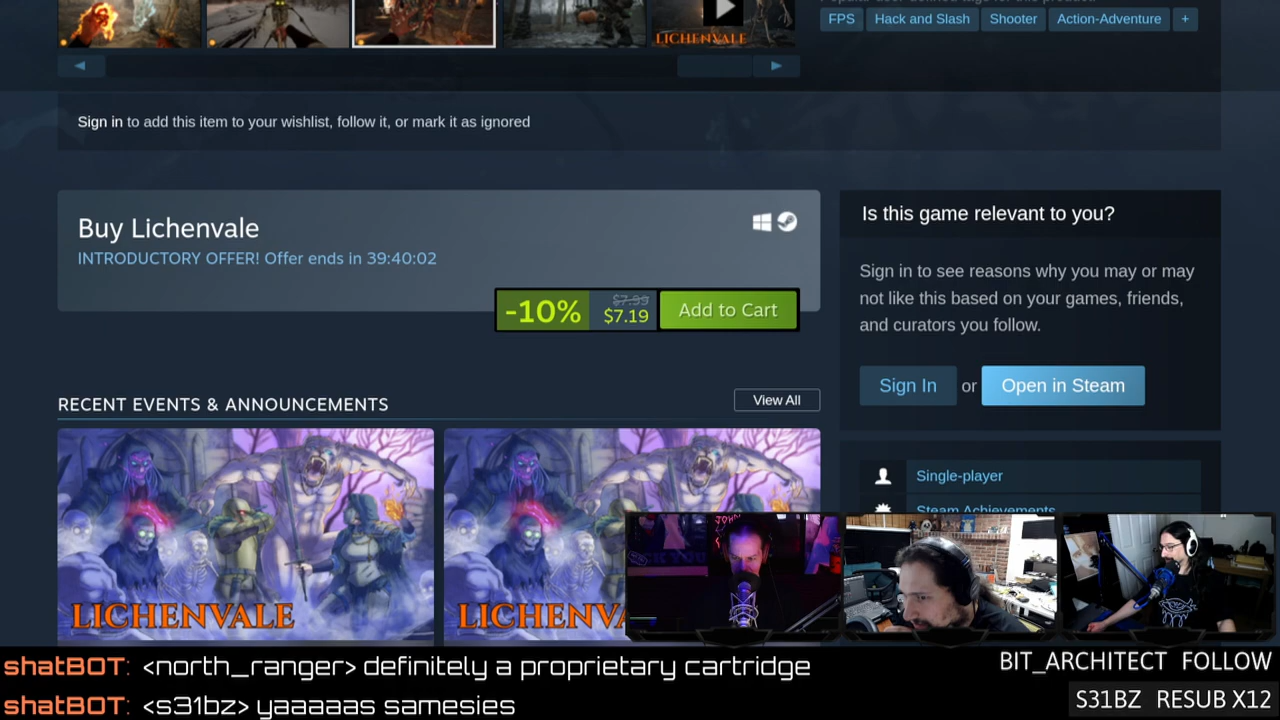 FPS Hack and Slash Shooter Action-Adventure +
LICHENVALE
Sign in to add this item to your wishlist, follow it, or mark it as ignored
Buy Lichenvale
INTRODUCTORY OFFER! Offer ends in 39:40:02
-10% $7.99 $7.19 Add to Cart
Is this game relevant to you?
Sign in to see reasons why you may or may
not like this based on your games, friends,
and curators you follow.
Sign In or Open in Steam
RECENT EVENTS & ANNOUNCEMENTS
View All
Single-player
Steam Achievements
LICHENVALE
LICHENVA
shatBOT: <north_ranger> definitely a proprietary cartridge
shatBOT: <s31bz> yaaaaas samesies
BIT_ARCHITECT FOLLOW
S31BZ RESUB X12